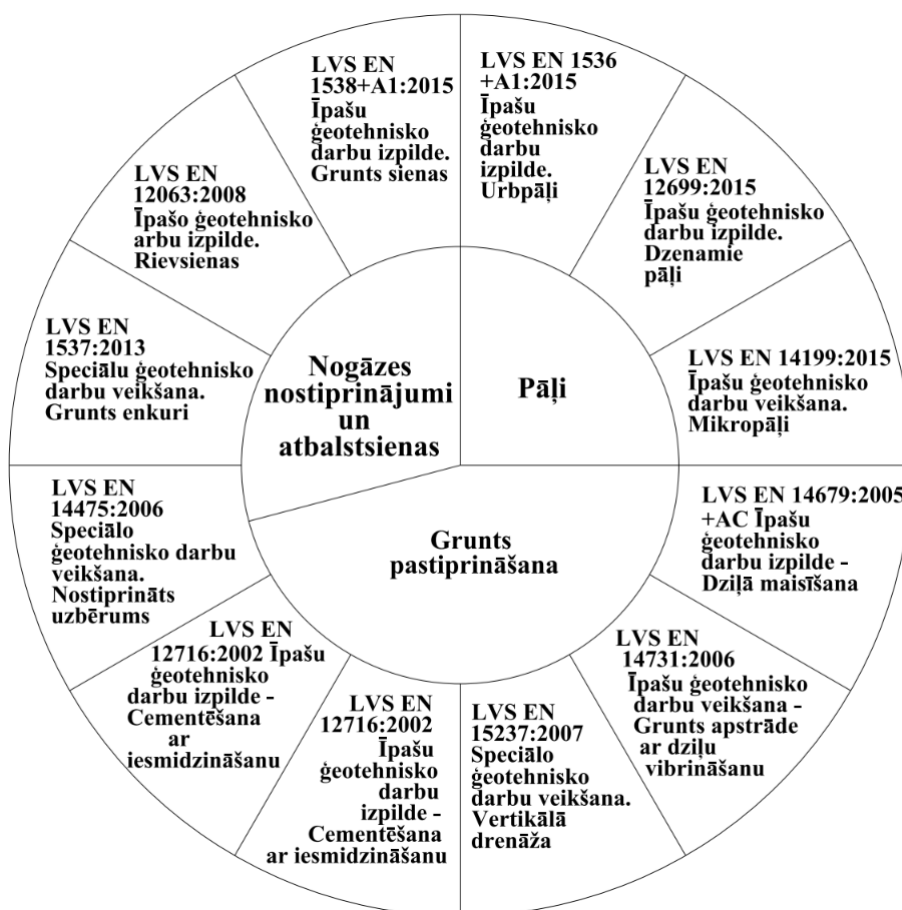 LVS EN
1538+A1:2015
Īpašu
ģeotehnisko
darbu izpilde.
Grunts sienas
LVS EN 1536
+A1:2015
Īpašu
ģeotehnisko
darbu
izpilde.
Urbpāļi
LVS EN
12699:2015
Īpašu ģeotehnisko
darbu izpilde.
Dzenamie
pāļi
LVS EN 14199:2015
Īpašu ģeotehnisko
darbu veikšana.
Mikropāļi
LVS EN 14679:2005
+AC Īpašu
ģeotehnisko
darbu izpilde -
Dziļā maisīšana
LVS EN
14731:2006
Īpašu ģeotehnisko
darbu veikšana -
Grunts apstrāde
ar dziļu
vibrināšanu
LVS EN
15237:2007
Speciālo
ģeotehnisko
darbu veikšana.
Vertikālā
drenāža
LVS EN
12716:2002
Īpašu
ģeotehnisko
darbu
izpilde -
Cementēšana
ar iesmidzināšanu
LVS EN
12716:2002 Īpašu
ģeotehnisko
darbu izpilde -
Cementēšana
ar
iesmidzināšanu
LVS EN
14475:2006
Speciālo
ģeotehnisko darbu
veikšana.
Nostiprināts
uzbērums
LVS EN
1537:2013
Speciālu ģeotehnisko
darbu veikšana.
Grunts enkuri
LVS EN
12063:2008
Īpašo ģeotehnisko
arbu izpilde.
Rievsienas
Nogāzes
nostiprinājumi
un
atbalstsienas
Pāļi
Grunts
pastiprināšana